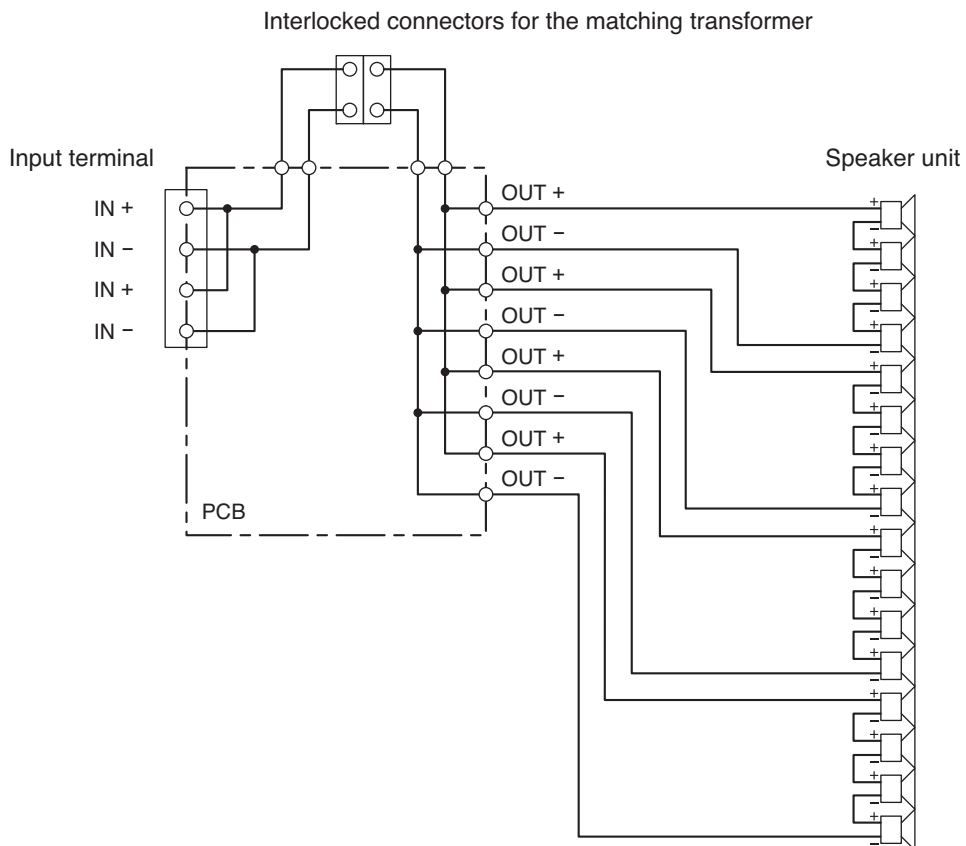 Interlocked connectors for the matching transformer
Input terminal
Speaker unit
IN +
IN −
IN +
IN −
OUT +
OUT −
OUT +
OUT −
OUT +
OUT −
OUT +
OUT −
PCB
+
−
+
−
+
−
+
−
+
−
+
−
+
−
+
−
+
−
+
−
+
−
+
−
+
−
+
−
+
−
+
−